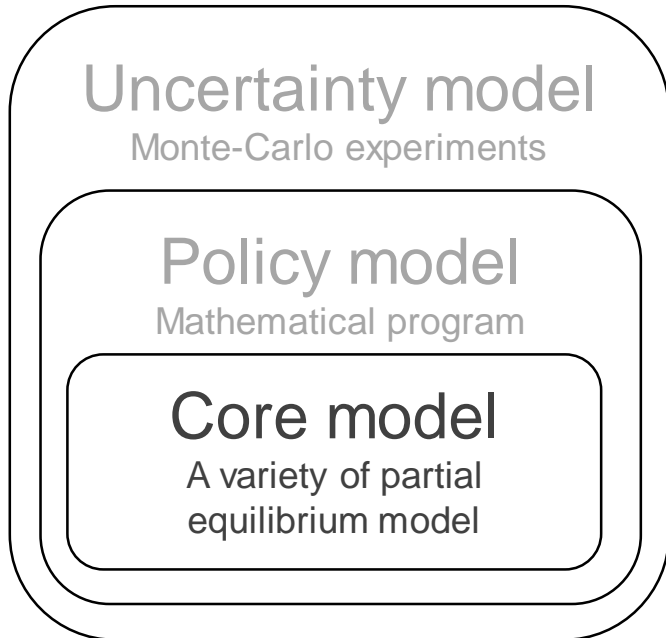 Uncertainty model
Monte-Carlo experiments
Policy model
Mathematical program
Core model
A variety of partial
equilibrium model